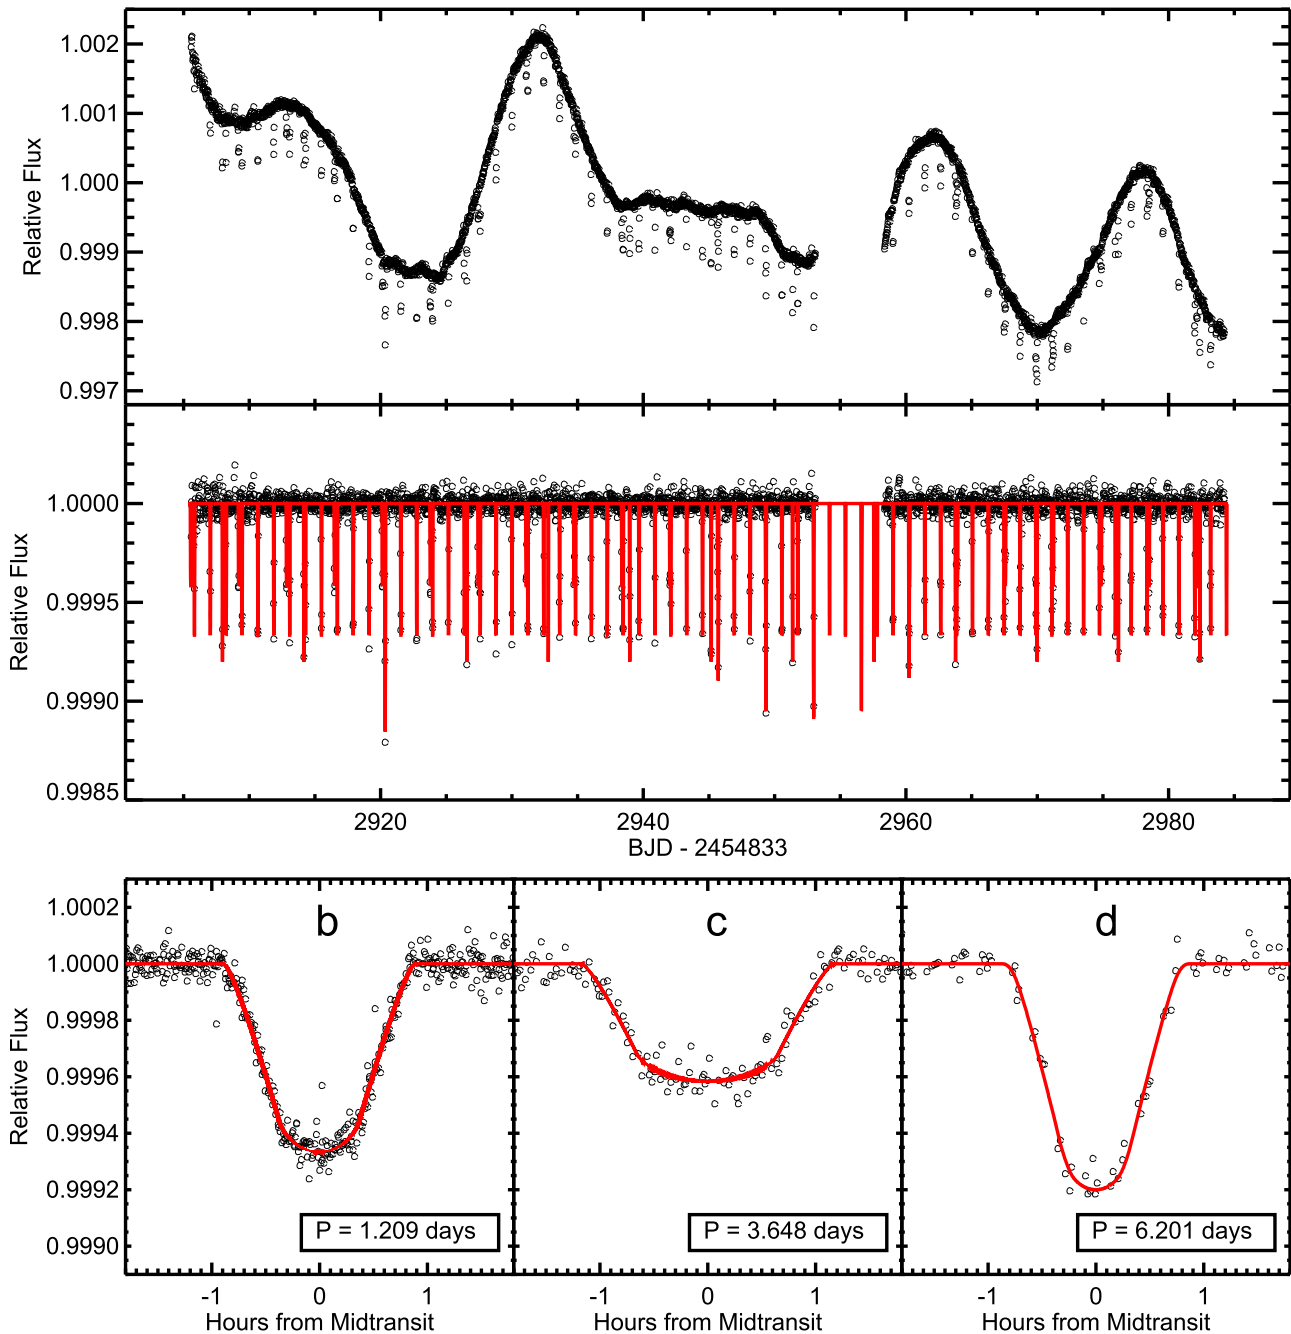 1.002
1.001
1.000
0.999
0.998
0.997
Relative Flux
1.0000
0.9995
0.9990
0.9985
Relative Flux
2920 2940 2960 2980
BJD - 2454833
1.0002
1.0000
0.9998
0.9996
0.9994
0.9992
0.9990
Relative Flux
b c d
P = 1.209 days P = 3.648 days P = 6.201 days
-1 0 1 -1 0 1 -1 0 1
Hours from Midtransit Hours from Midtransit Hours from Midtransit